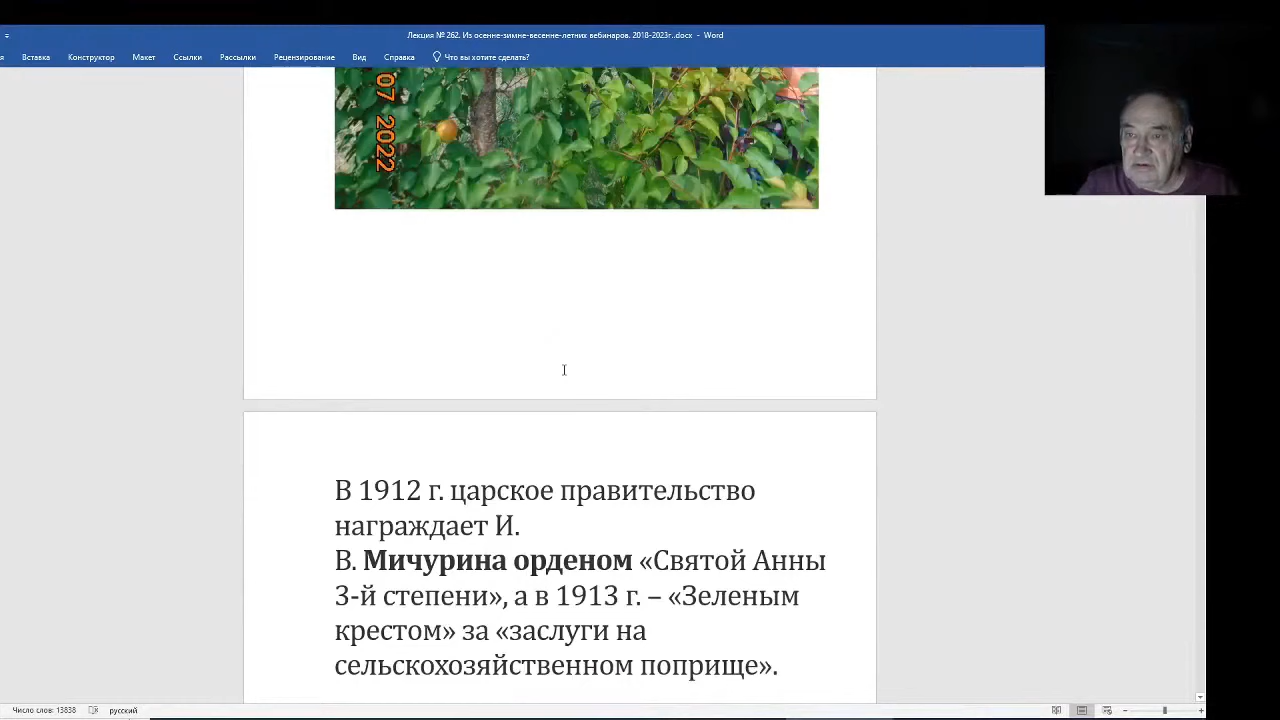 Лекция № 262. Из осенне-зимне-весенне-летних вебинаров. 2018-2023г..docx - Word
я Вставка Конструктор Макет Ссылки Рассылки Рецензирование Вид Справка Что вы хотите сделать?
07 2022
В 1912 г. царское правительство
награждает И.
В. Мичурина орденом «Святой Анны
3-й степени», а в 1913 г. – «Зеленым
крестом» за «заслуги на
сельскохозяйственном поприще».
Число слов: 13838 русский